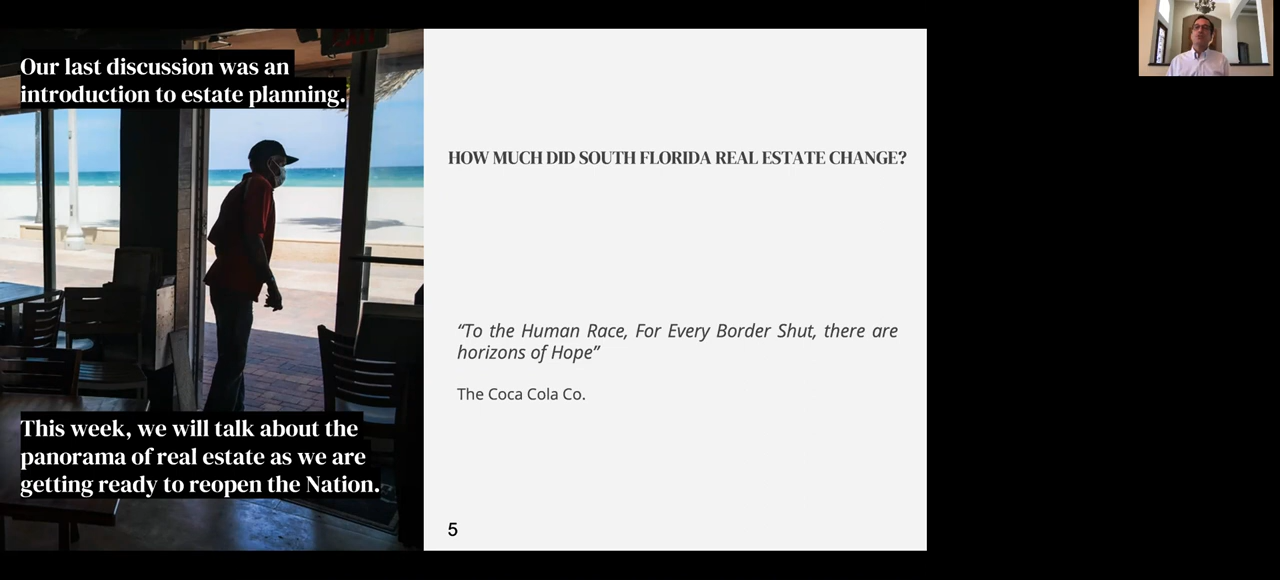 Our last discussion was an
introduction to estate planning.
This week, we will talk about the
panorama of real estate as we are
getting ready to reopen the Nation.
HOW MUCH DID SOUTH FLORIDA REAL ESTATE CHANGE?
“To the Human Race, For Every Border Shut, there are
horizons of Hope”
The Coca Cola Co.
5